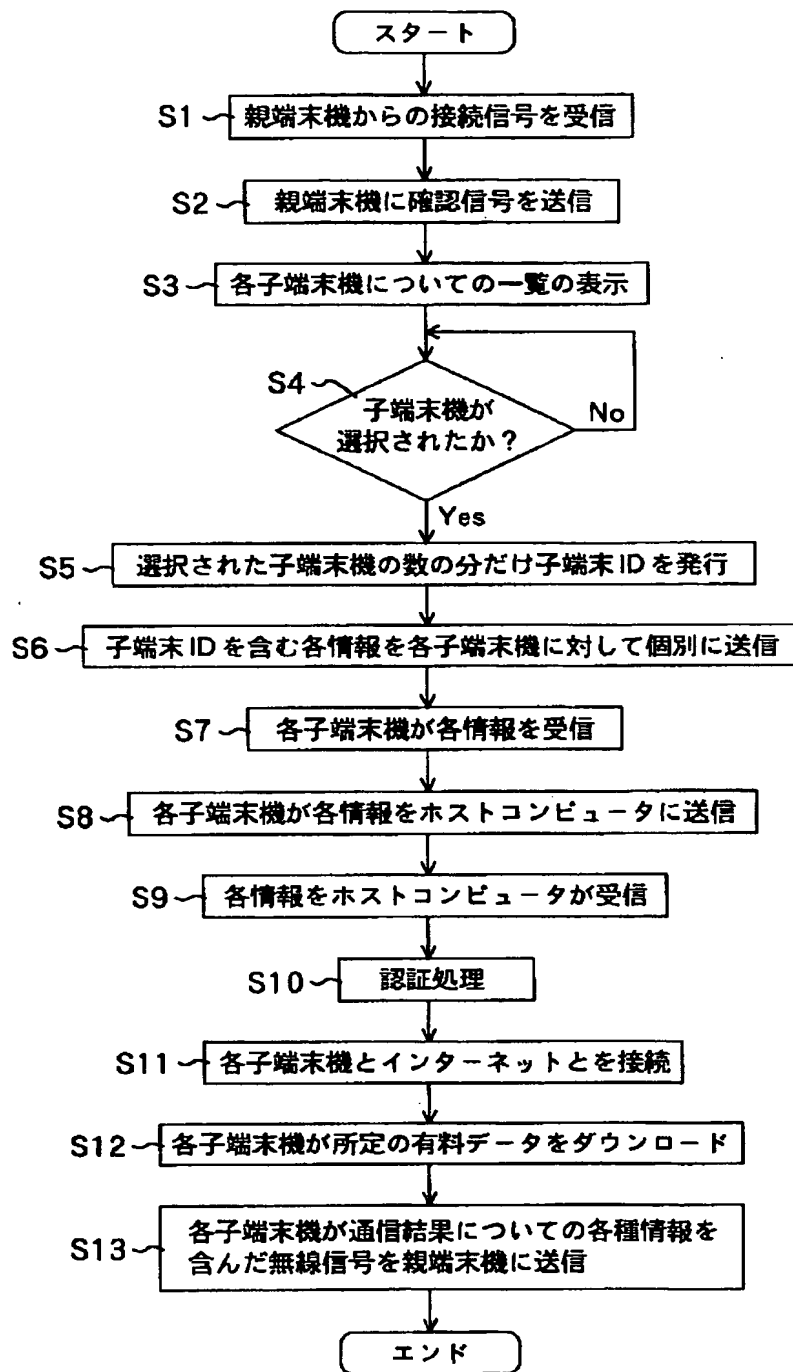 スタート
S1 親端末機からの接続信号を受信
S2 親端末機に確認信号を送信
S3 各子端末機についての一覧の表示
S4
子端末機が
選択されたか？
No
Yes
S5 選択された子端末機の数の分だけ子端末IDを発行
S6 子端末IDを含む各情報を各子端末機に対して個別に送信
S7 各子端末機が各情報を受信
S8 各子端末機が各情報をホストコンピュータに送信
S9 各情報をホストコンピュータが受信
S10 認証処理
S11 各子端末機とインターネットとを接続
S12 各子端末機が所定の有料データをダウンロード
S13 各子端末機が通信結果についての各種情報を
含んだ無線信号を親端末機に送信
エンド